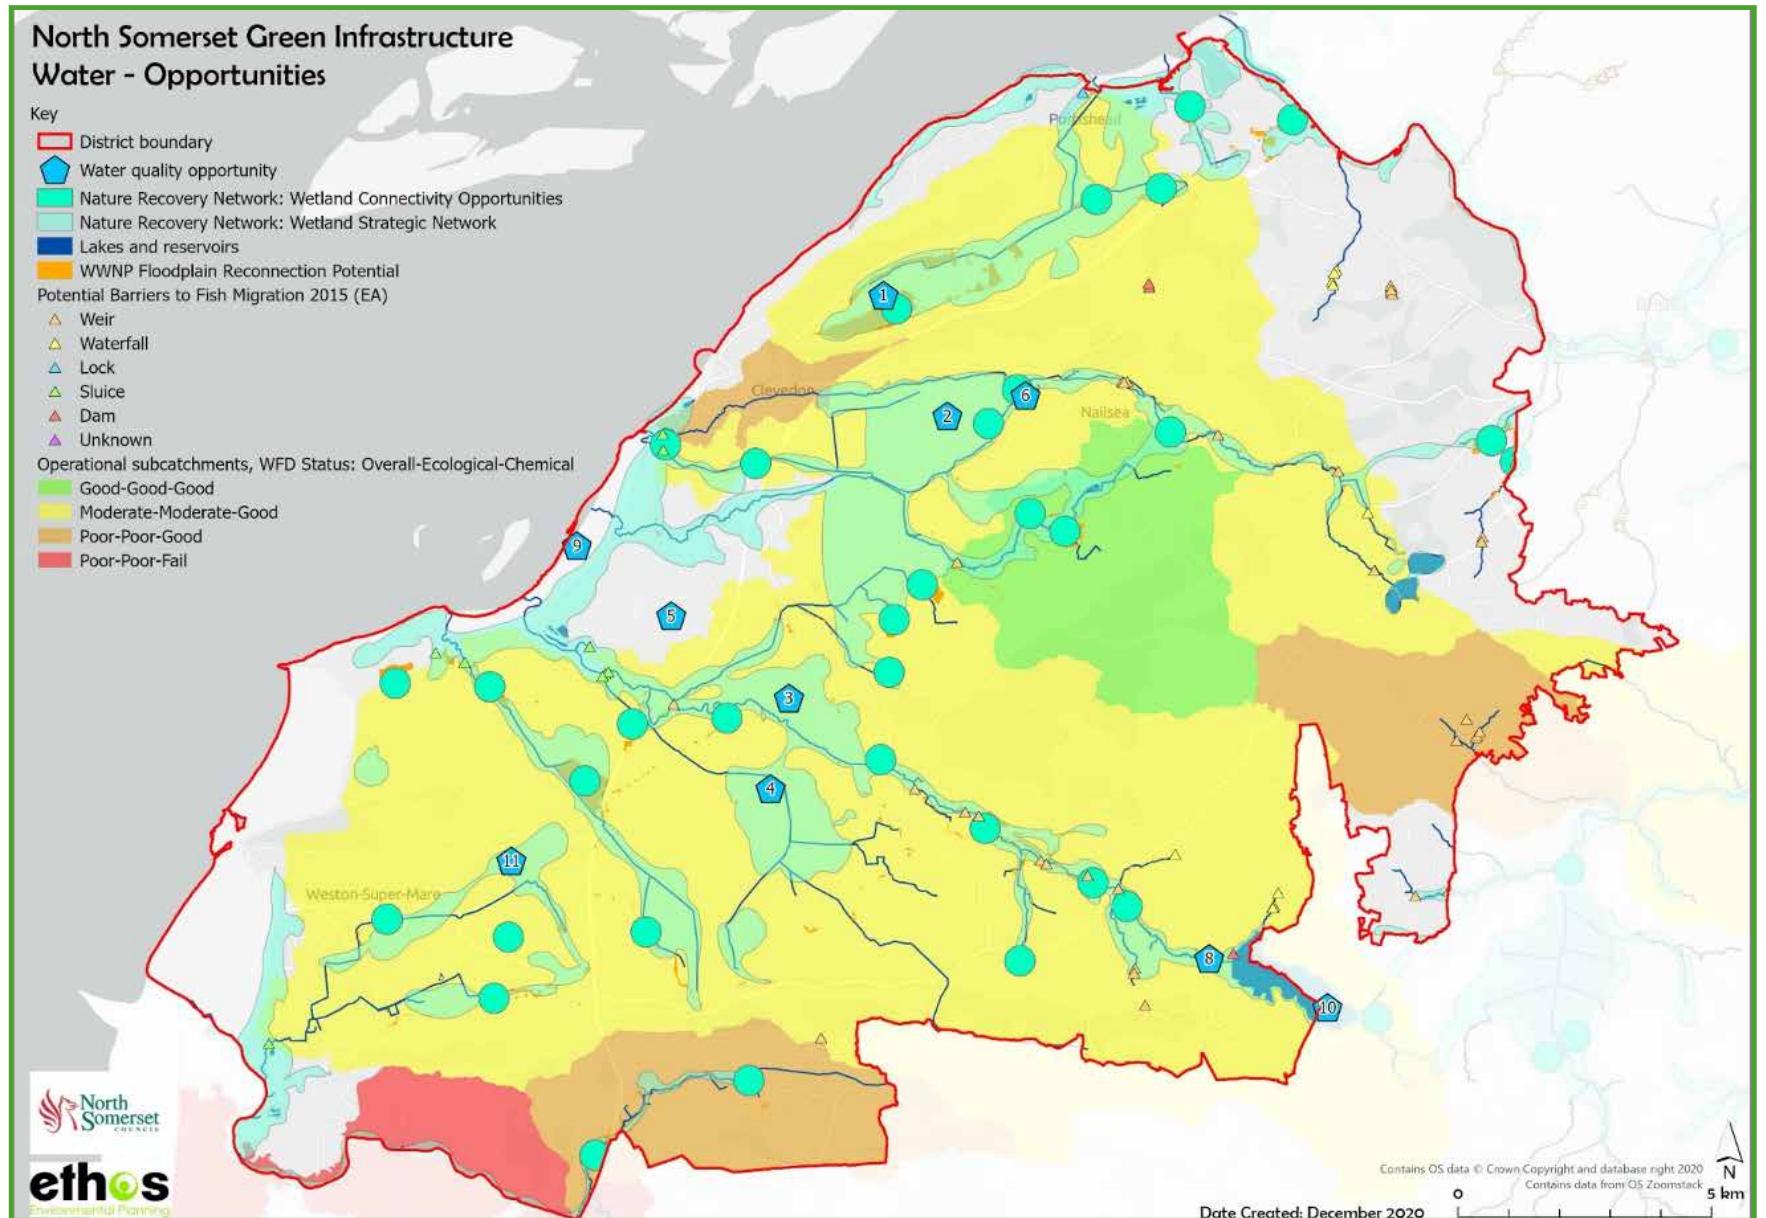 North Somerset Green Infrastructure
Water - Opportunities
Key
District boundary
Water quality opportunity
Nature Recovery Network: Wetland Connectivity Opportunities
Nature Recovery Network: Wetland Strategic Network
Lakes and reservoirs
WWNP Floodplain Reconnection Potential
Potential Barriers to Fish Migration 2015 (EA)
Weir
Waterfall
Lock
Sluice
Dam
Unknown
Operational subcatchments, WFD Status: Overall-Ecological-Chemical
Good-Good-Good
Moderate-Moderate-Good
Poor-Poor-Good
Poor-Poor-Fail
Portishead
1
Clevedon
2
6
Nailsea
9
5
3
4
11
Weston-Super-Mare
8
10
North
Somerset
COUNCIL
ethos
Environmental Planning
Contains OS data © Crown Copyright and database right 2020
Contains data from OS Zoomstack
N
0
5 km
Date Created: December 2020